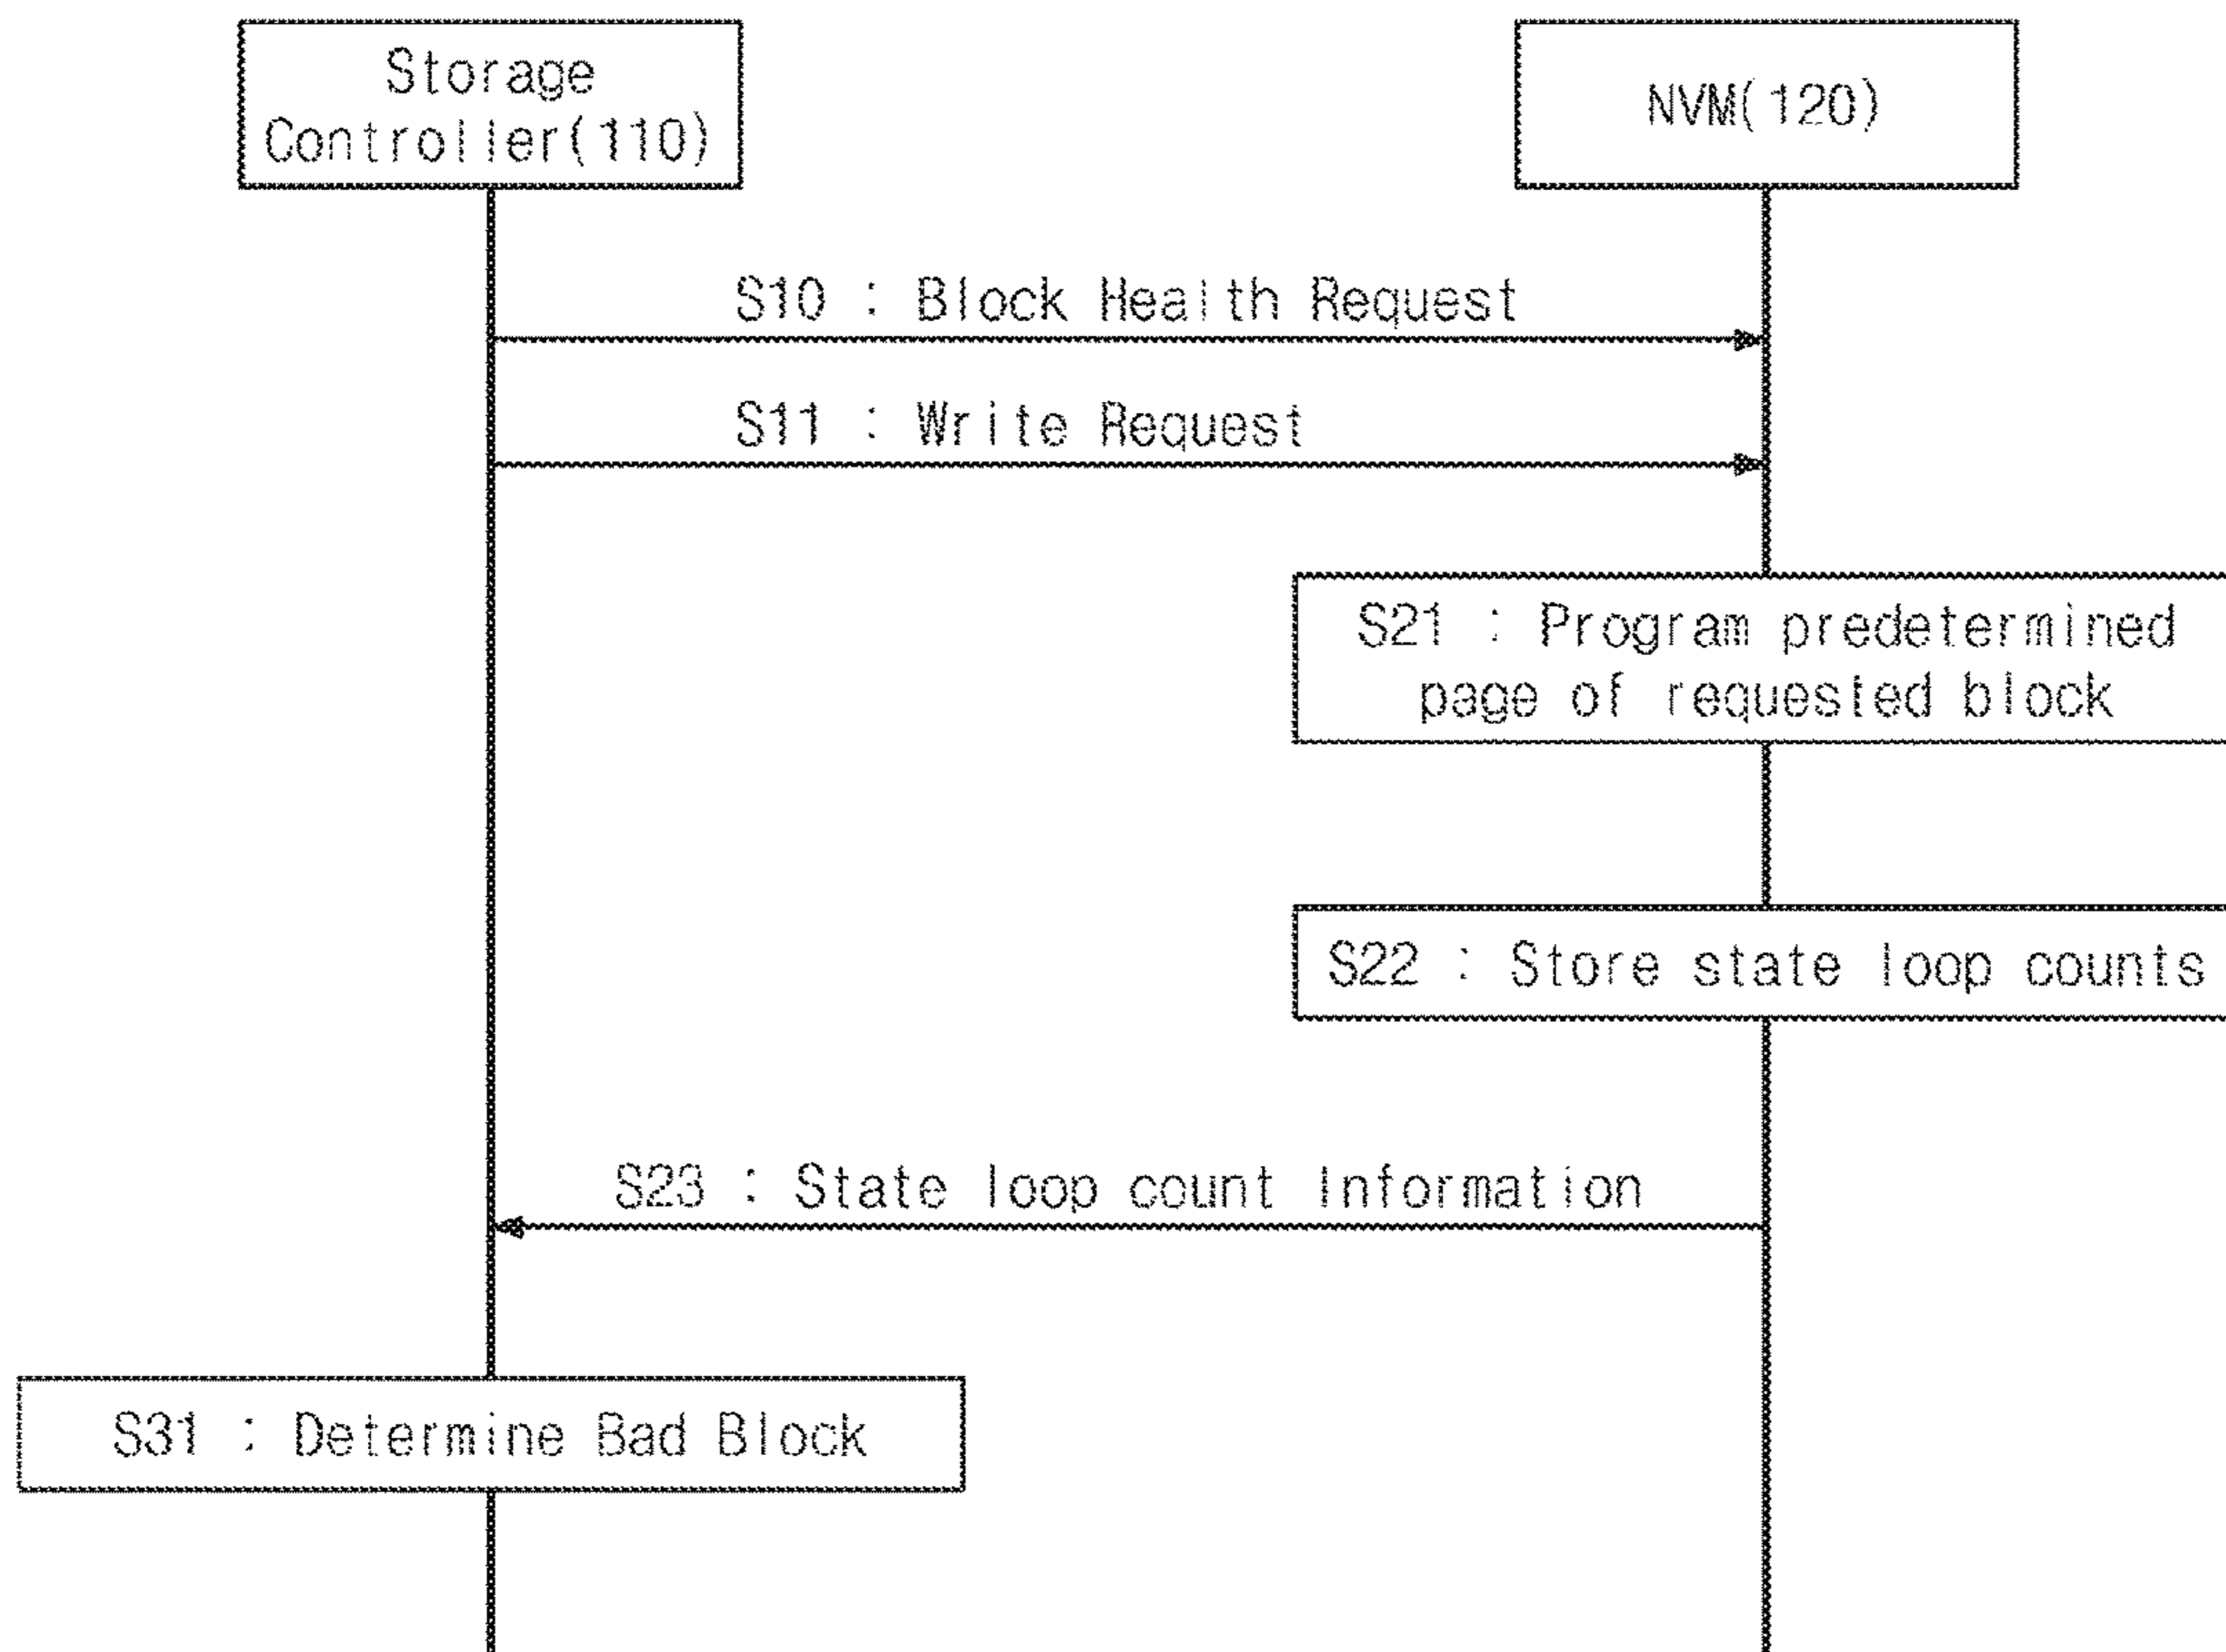 Storage
Controller(110)
NVM(120)
S10 : Block Health Request
S11 : Write Request
S21 : Program predetermined
page of requested block
S22 : Store state loop counts
S23 : State loop count Information
S31 : Determine Bad Block